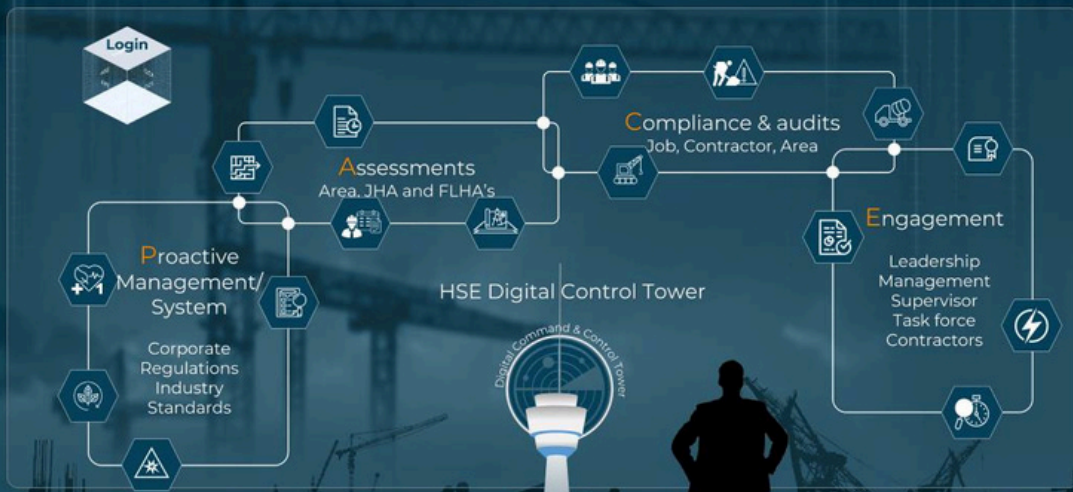 Login
Assessments
Area, JHA and FLHA's
Compliance & audits
Job, Contractor, Area
Proactive
Management/
System
Corporate
Regulations
Industry
Standards
+1
Engagement
Leadership
Management
Supervisor
Task force
Contractors
HSE Digital Control Tower
Digital Command & Control Tower